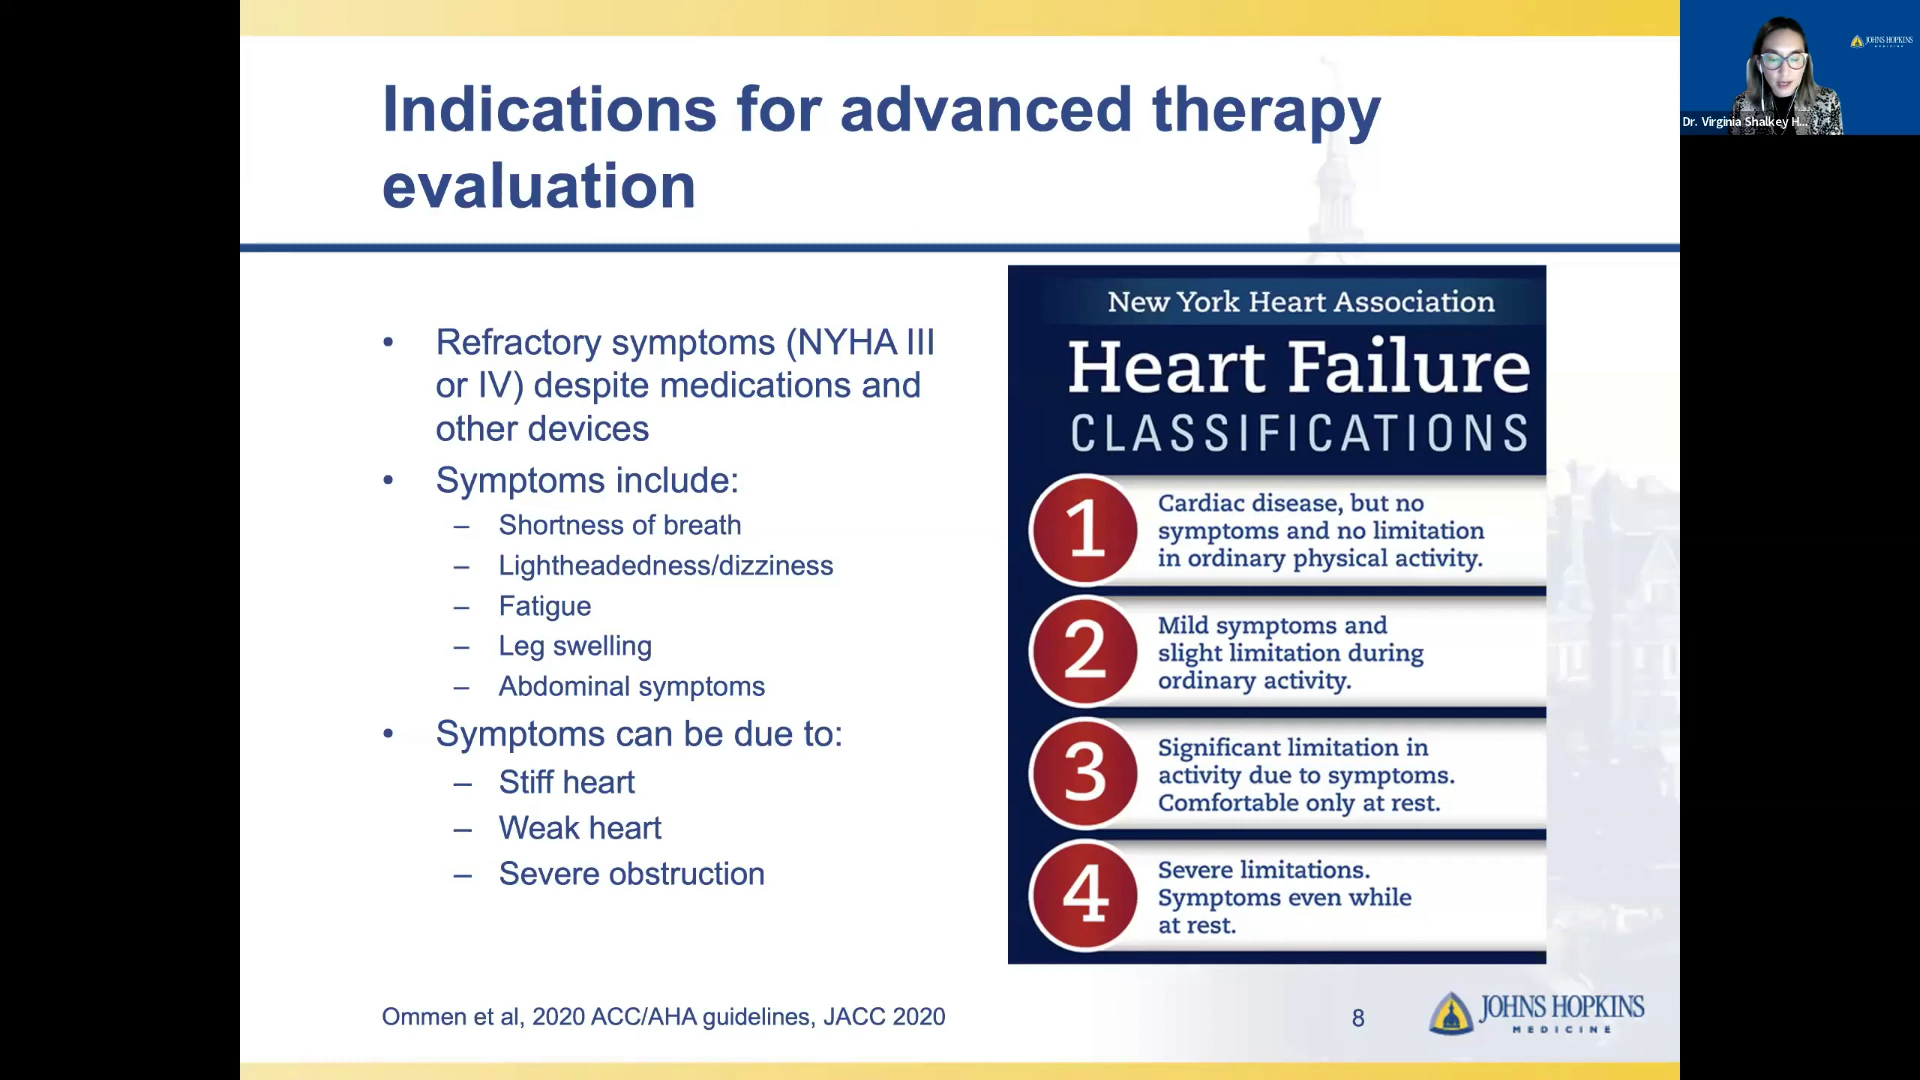 Indications for advanced therapy
evaluation
• Refractory symptoms (NYHA III
or IV) despite medications and
other devices
• Symptoms include:
– Shortness of breath
– Lightheadedness/dizziness
– Fatigue
– Leg swelling
– Abdominal symptoms
• Symptoms can be due to:
– Stiff heart
– Weak heart
– Severe obstruction
New York Heart Association
Heart Failure
CLASSIFICATIONS
1
Cardiac disease, but no
symptoms and no limitation
in ordinary physical activity.
2
Mild symptoms and
slight limitation during
ordinary activity.
3
Significant limitation in
activity due to symptoms.
Comfortable only at rest.
4
Severe limitations.
Symptoms even while
at rest.
Ommen et al, 2020 ACC/AHA guidelines, JACC 2020
8
JOHNS HOPKINS
MEDICINE
JOHNS HOPKINS
MEDICINE
Dr. Virginia Shalkey H...